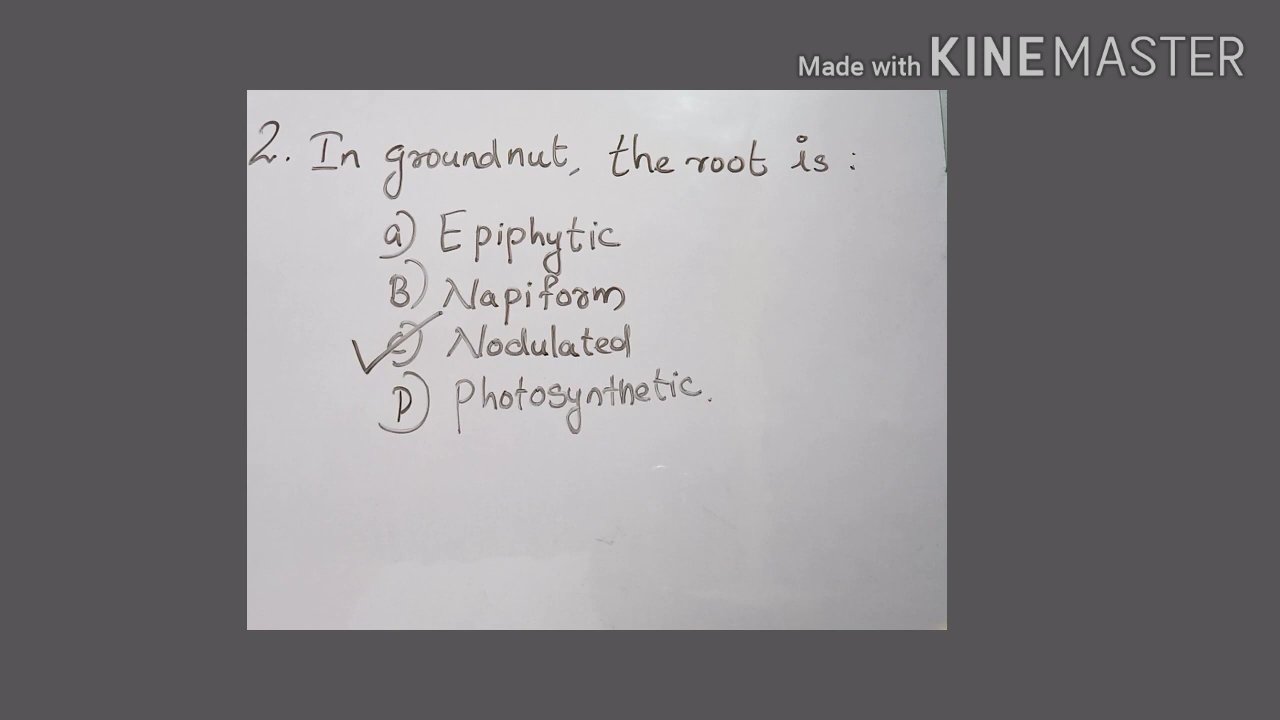 Made with KINEMASTER
2. In groundnut, the root is :
a) Epiphytic
B) Napiform
C) Nodulated
D) Photosynthetic.